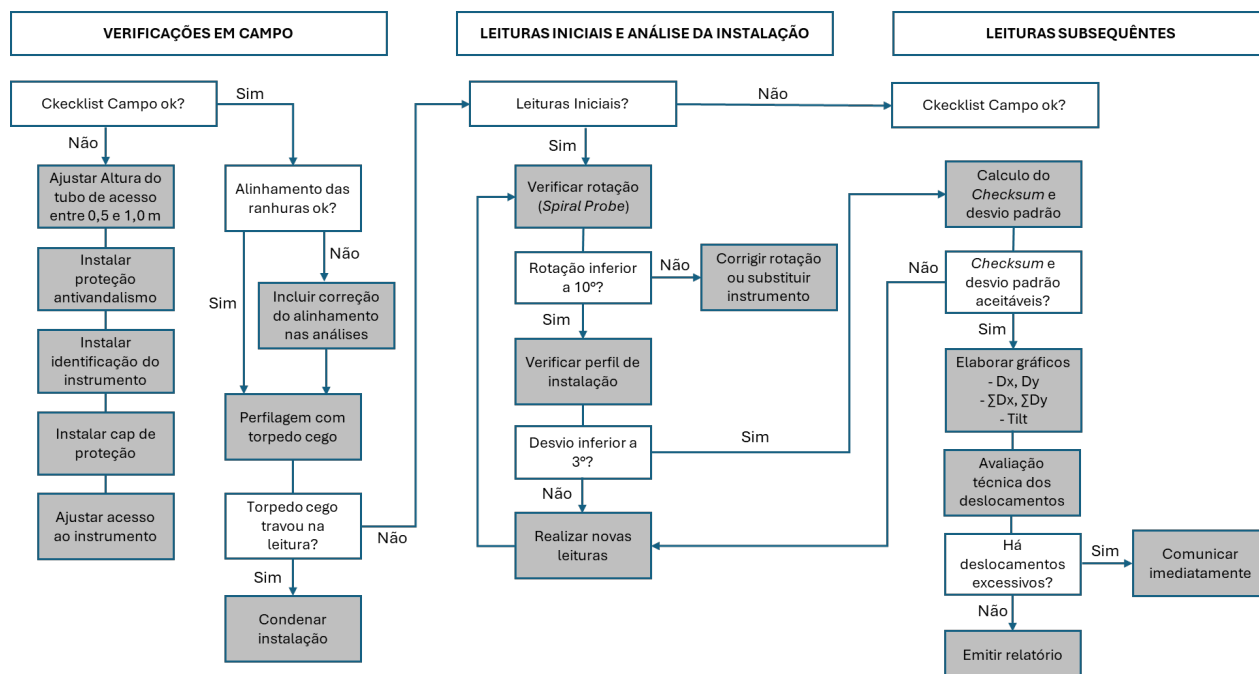 VERIFICAÇÕES EM CAMPO
LEITURAS INICIAIS E ANÁLISE DA INSTALAÇÃO
LEITURAS SUBSEQUÊNTES
Ckecklist Campo ok?
Sim
Não
Ajustar Altura do
tubo de acesso
entre 0,5 e 1,0 m
Instalar
proteção
antivandalismo
Instalar
identificação do
instrumento
Instalar cap de
proteção
Ajustar acesso
ao instrumento
Alinhamento das
ranhuras ok?
Não
Sim
Incluir correção
do alinhamento
nas análises
Perfilagem com
torpedo cego
Torpedo cego
travou na
leitura?
Não
Sim
Condenar
instalação
Leituras Iniciais?
Não
Sim
Verificar rotação
(Spiral Probe)
Rotação inferior
a 10º?
Não
Corrigir rotação
ou substituir
instrumento
Sim
Verificar perfil de
instalação
Desvio inferior a
3º?
Sim
Não
Realizar novas
leituras
Ckecklist Campo ok?
Calculo do
Checksum e
desvio padrão
Checksum e
desvio padrão
aceitáveis?
Não
Sim
Elaborar gráficos
- Dx, Dy
- ∑Dx, ∑Dy
- Tilt
Avaliação
técnica dos
deslocamentos
Há
deslocamentos
excessivos?
Sim
Comunicar
imediatamente
Não
Emitir relatório